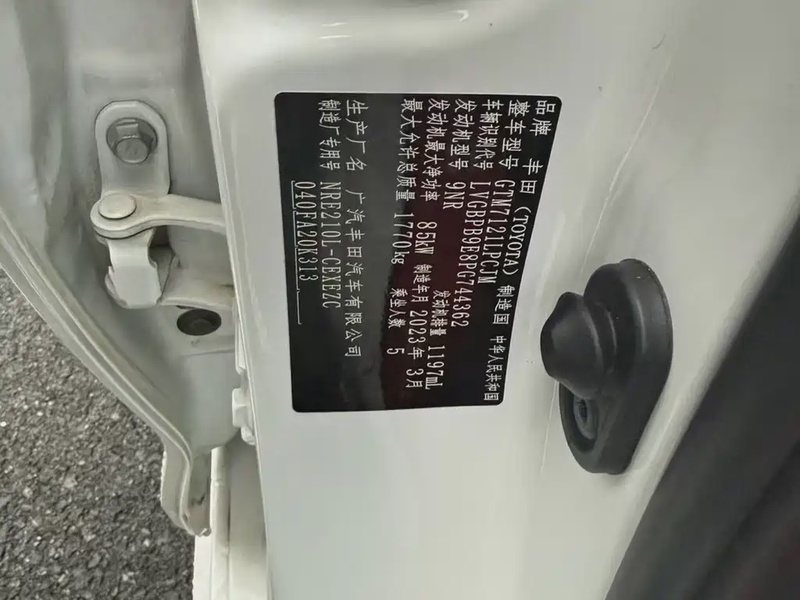 品牌 丰田(TOYOTA) 制造国 中华人民共和国
整车型号 GTM7121LPCJM
车辆识别代号 LVGBPB9E8PG744362
发动机型号 9NR 发动机排量 1197mL
发动机最大净功率 85kW 制造年月 2023年 3月
最大允许总质量 1770kg 乘坐人数 5
生产厂名 广汽丰田汽车有限公司
制造厂专用号 NRE210L-CEXEZC
040FA20K313